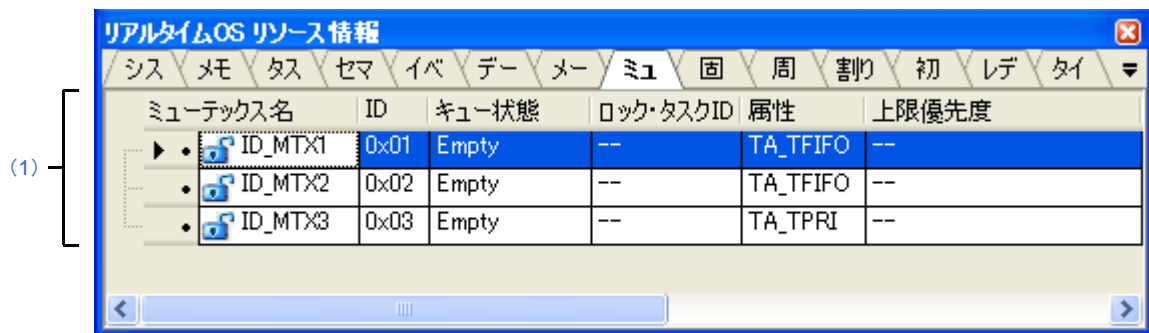 リアルタイムOS リソース情報
シス メモ タス セマ イベ デー メー ミュ 固 周 割り 初 レデ タイ
ミューテックス名 ID キュー状態 ロック・タスクID 属性 上限優先度
(1)
ID_MTX1 0x01 Empty -- TA_TFIFO --
ID_MTX2 0x02 Empty -- TA_TFIFO --
ID_MTX3 0x03 Empty -- TA_TPRI --